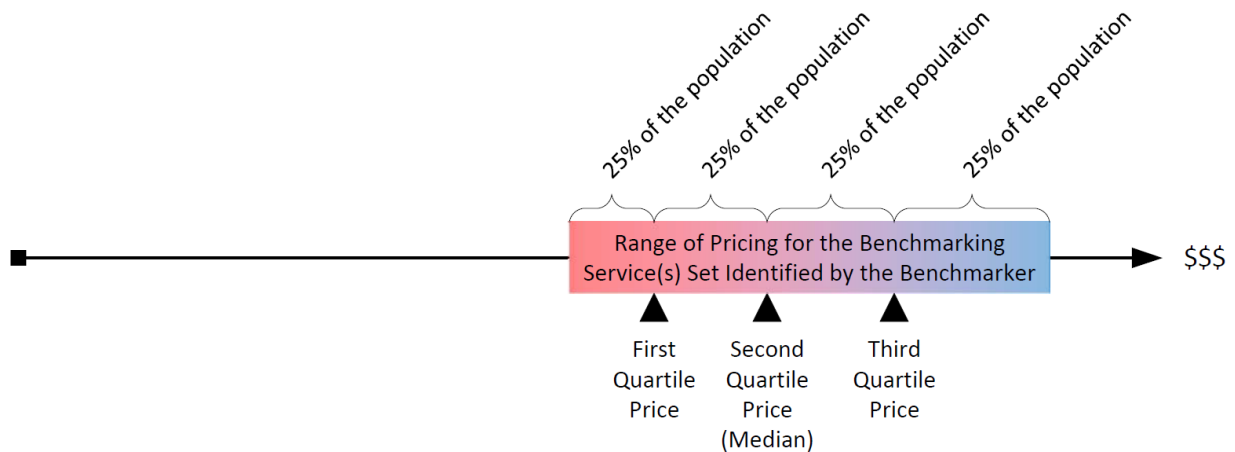 25% of the population
25% of the population
25% of the population
25% of the population
Range of Pricing for the Benchmarking
Service(s) Set Identified by the Benchmarker
$$$
First
Quartile
Price
Second
Quartile
Price
(Median)
Third
Quartile
Price